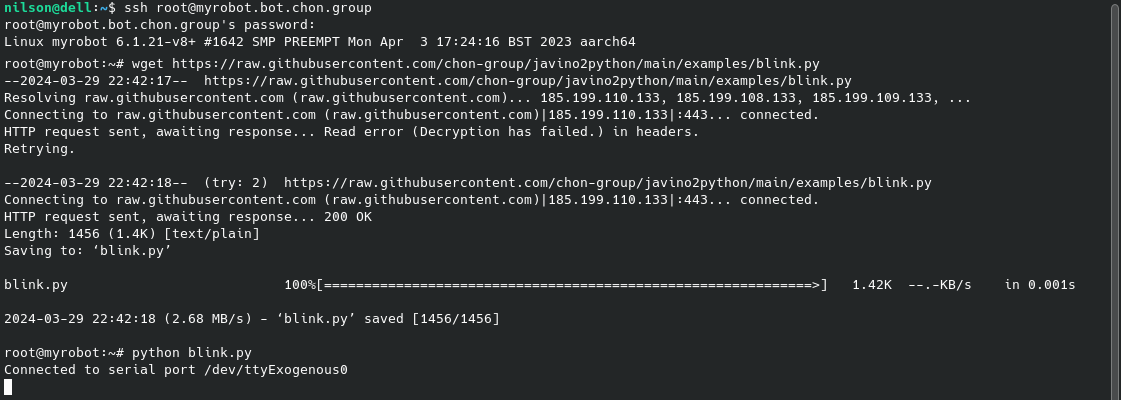 nilson@dell:~$ ssh root@myrobot.bot.chon.group
root@myrobot.bot.chon.group's password:
Linux myrobot 6.1.21-v8+ #1642 SMP PREEMPT Mon Apr  3 17:24:16 BST 2023 aarch64
root@myrobot:~# wget https://raw.githubusercontent.com/chon-group/javino2python/main/examples/blink.py
--2024-03-29 22:42:17--  https://raw.githubusercontent.com/chon-group/javino2python/main/examples/blink.py
Resolving raw.githubusercontent.com (raw.githubusercontent.com)... 185.199.110.133, 185.199.108.133, 185.199.109.133, ...
Connecting to raw.githubusercontent.com (raw.githubusercontent.com)|185.199.110.133|:443... connected.
HTTP request sent, awaiting response... Read error (Decryption has failed.) in headers.
Retrying.
--2024-03-29 22:42:18--  (try: 2)  https://raw.githubusercontent.com/chon-group/javino2python/main/examples/blink.py
Connecting to raw.githubusercontent.com (raw.githubusercontent.com)|185.199.110.133|:443... connected.
HTTP request sent, awaiting response... 200 OK
Length: 1456 (1.4K) [text/plain]
Saving to: ‘blink.py’
blink.py                           100%[=============================================================>]   1.42K  --.-KB/s    in 0.001s
2024-03-29 22:42:18 (2.68 MB/s) - ‘blink.py’ saved [1456/1456]
root@myrobot:~# python blink.py
Connected to serial port /dev/ttyExogenous0